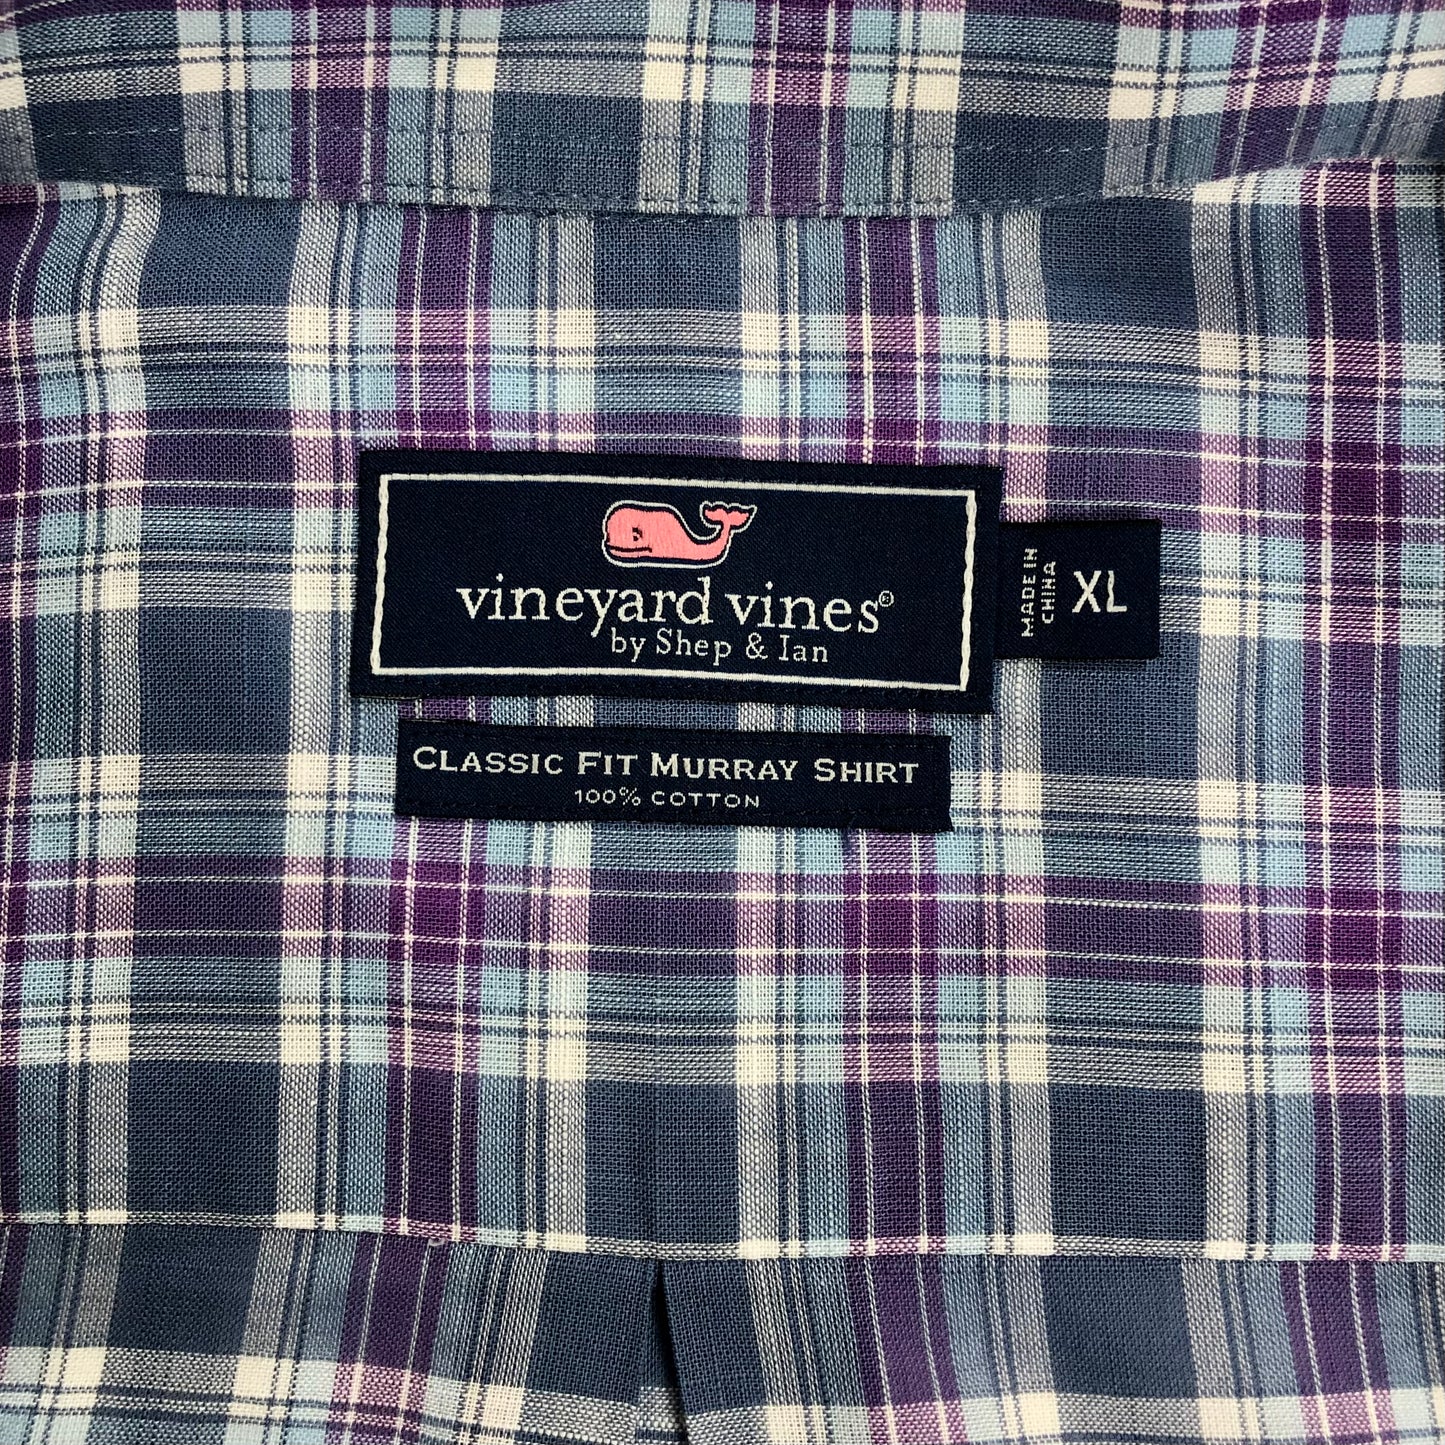 vineyard vines®
by Shep & Ian
MADE IN
CHINA
XL
CLASSIC FIT MURRAY SHIRT
100% COTTON